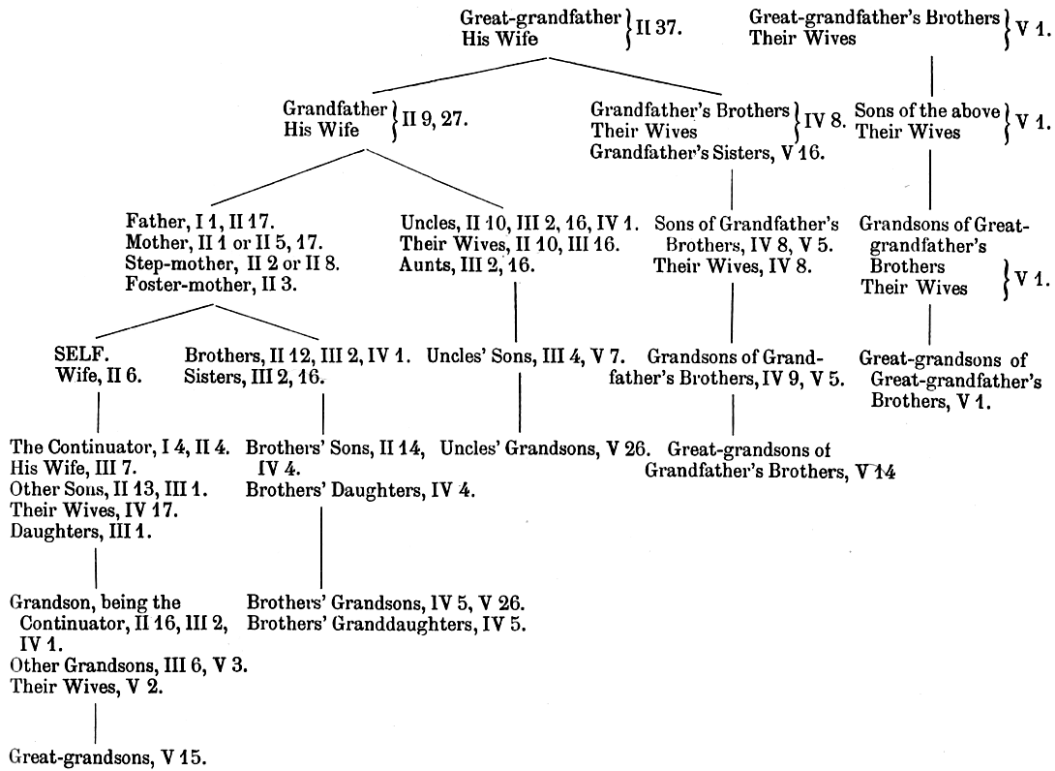 Great-grandfather
His Wife } II 37.
Great-grandfather's Brothers
Their Wives } V 1.
Grandfather
His Wife } II 9, 27.
Grandfather's Brothers
Their Wives } IV 8.
Grandfather's Sisters, V 16.
Sons of the above
Their Wives } V 1.
Father, I 1, II 17.
Mother, II 1 or II 5, 17.
Step-mother, II 2 or II 8.
Foster-mother, II 3.
Uncles, II 10, III 2, 16, IV 1.
Their Wives, II 10, III 16.
Aunts, III 2, 16.
Sons of Grandfather's
Brothers, IV 8, V 5.
Their Wives, IV 8.
Grandsons of Great-
grandfather's
Brothers
Their Wives } V 1.
SELF.
Wife, II 6.
Brothers, II 12, III 2, IV 1.
Sisters, III 2, 16.
Uncles' Sons, III 4, V 7.
Grandsons of Grand-
father's Brothers, IV 9, V 5.
Great-grandsons of
Great-grandfather's
Brothers, V 1.
The Continuator, I 4, II 4.
His Wife, III 7.
Other Sons, II 13, III 1.
Their Wives, IV 17.
Daughters, III 1.
Brothers' Sons, II 14,
IV 4.
Brothers' Daughters, IV 4.
Uncles' Grandsons, V 26.
Great-grandsons of
Grandfather's Brothers, V 14
Grandson, being the
Continuator, II 16, III 2,
IV 1.
Other Grandsons, III 6, V 3.
Their Wives, V 2.
Brothers' Grandsons, IV 5, V 26.
Brothers' Granddaughters, IV 5.
Great-grandsons, V 15.